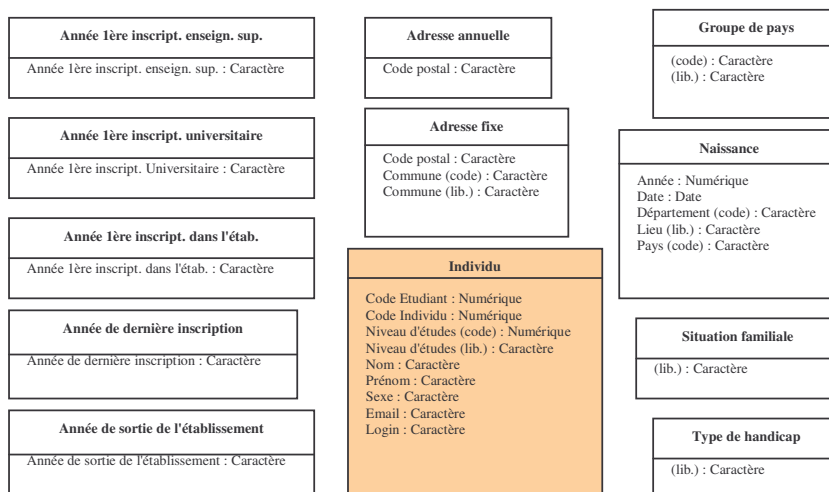 Année 1ère inscript. enseign. sup.
Année 1ère inscript. enseign. sup. : Caractère
Année 1ère inscript. universitaire
Année 1ère inscript. Universitaire : Caractère
Année 1ère inscript. dans l'étab.
Année 1ère inscript. dans l'étab. : Caractère
Année de dernière inscription
Année de dernière inscription : Caractère
Année de sortie de l'établissement
Année de sortie de l'établissement : Caractère
Adresse annuelle
Code postal : Caractère
Adresse fixe
Code postal : Caractère
Commune (code) : Caractère
Commune (lib.) : Caractère
Individu
Code Etudiant : Numérique
Code Individu : Numérique
Niveau d'études (code) : Numérique
Niveau d'études (lib.) : Caractère
Nom : Caractère
Prénom : Caractère
Sexe : Caractère
Email : Caractère
Login : Caractère
Groupe de pays
(code) : Caractère
(lib.) : Caractère
Naissance
Année : Numérique
Date : Date
Département (code) : Caractère
Lieu (lib.) : Caractère
Pays (code) : Caractère
Situation familiale
(lib.) : Caractère
Type de handicap
(lib.) : Caractère